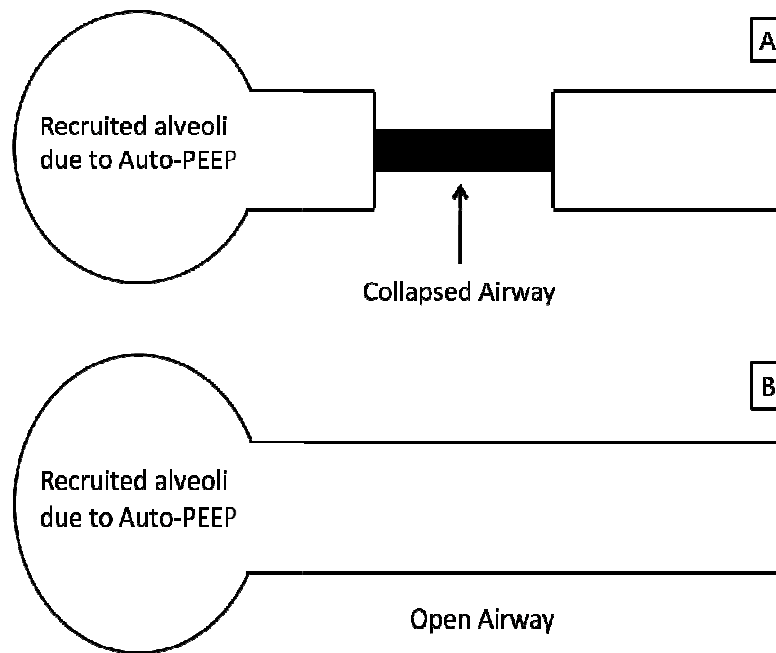 A
Recruited alveoli
due to Auto-PEEP
Collapsed Airway
B
Recruited alveoli
due to Auto-PEEP
Open Airway